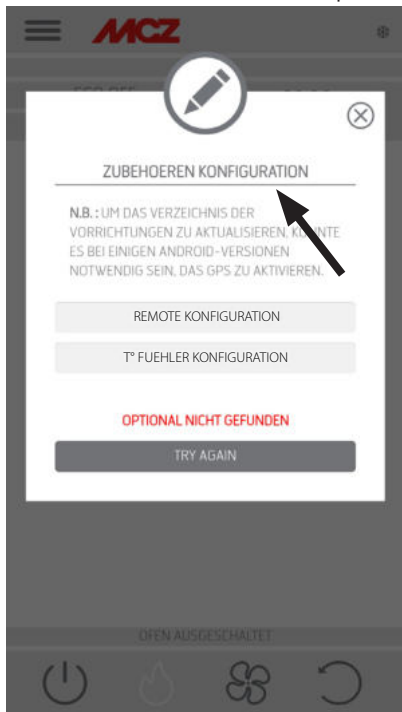 MCZ
ZUBEHOEREN KONFIGURATION
N.B. : UM DAS VERZEICHNIS DER
VORRICHTUNGEN ZU AKTUALISIEREN, KÖNNTE
ES BEI EINIGEN ANDROID-VERSIONEN
NOTWENDIG SEIN, DAS GPS ZU AKTIVIEREN.
REMOTE KONFIGURATION
T° FUEHLER KONFIGURATION
OPTIONAL NICHT GEFUNDEN
TRY AGAIN
OFEN AUSGESCHALTET